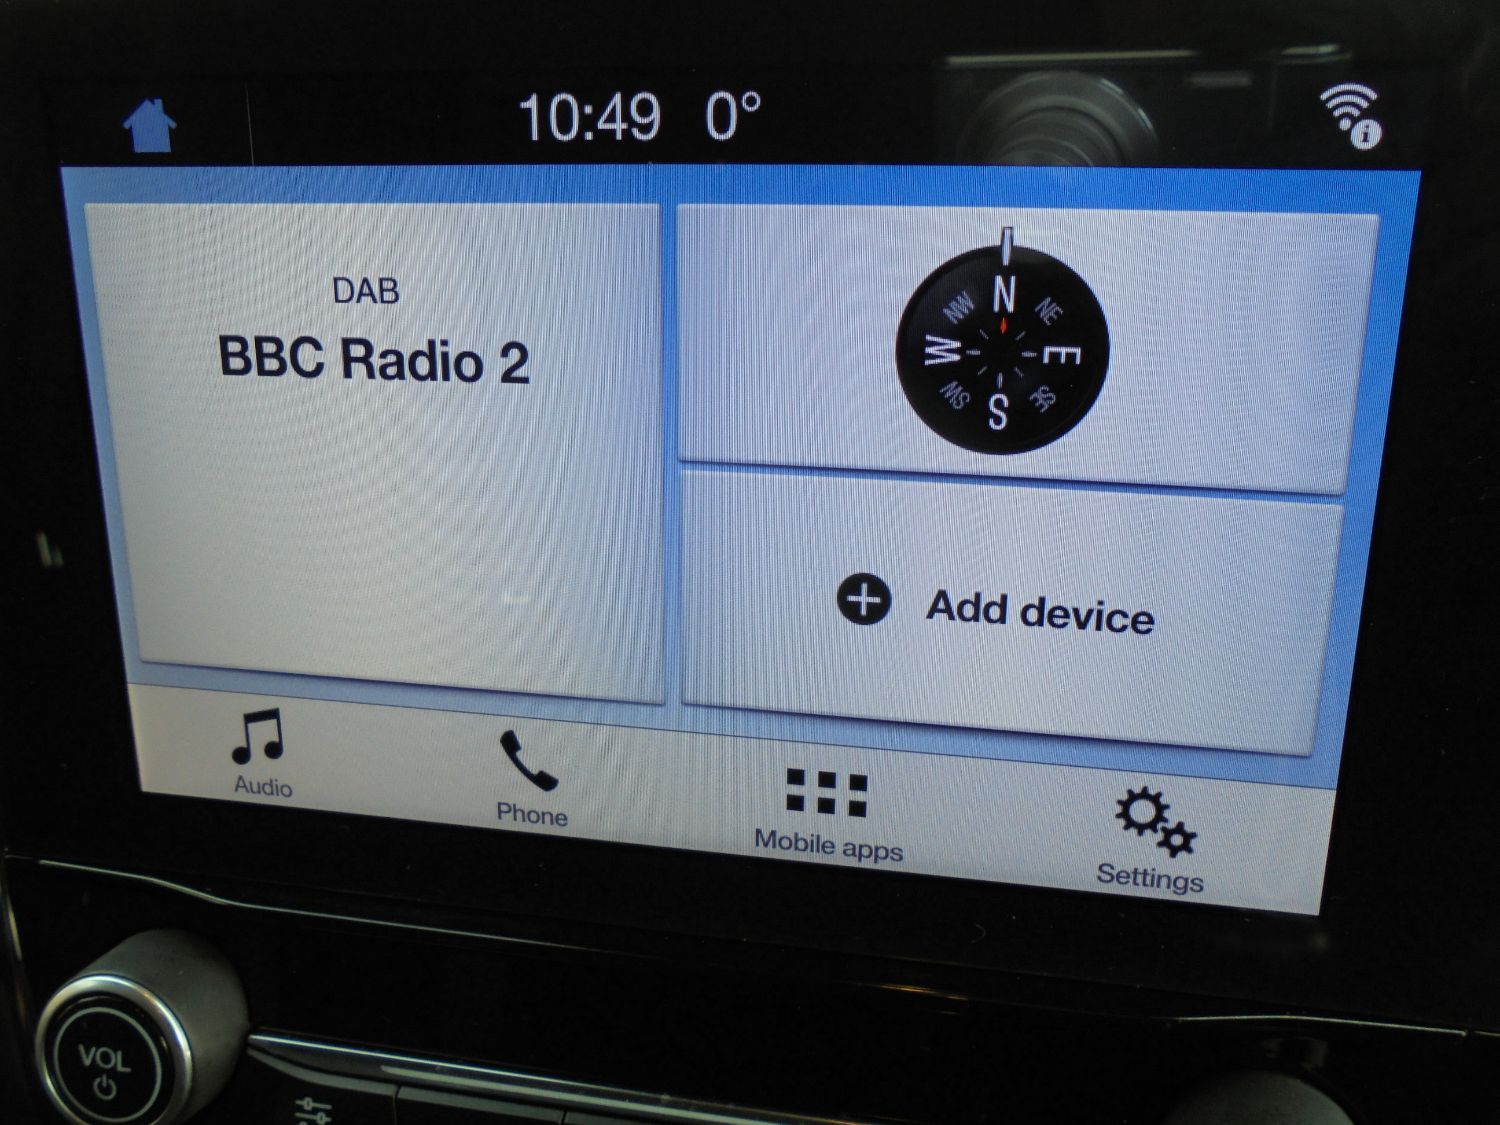 10:49 0°
DAB
BBC Radio 2
N
NW NE
W E
SW SE
S
Add device
Audio
Phone
Mobile apps
Settings
VOL